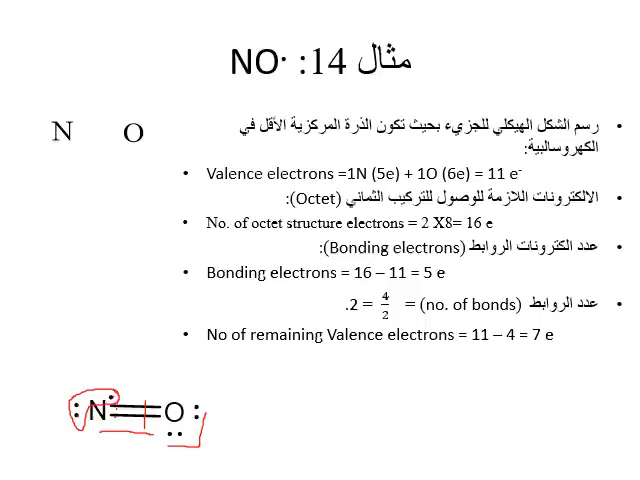 مثال 14: NO·
N O
• رسم الشكل الهيكلي للجزيء بحيث تكون الذرة المركزية الأقل في
الكهروسالبية:
• Valence electrons =1N (5e) + 1O (6e) = 11 e-
• الالكترونات اللازمة للوصول للتركيب الثماني (Octet):
• No. of octet structure electrons = 2 X8= 16 e
• عدد الكترونات الروابط (Bonding electrons):
• Bonding electrons = 16 – 11 = 5 e
• عدد الروابط (no. of bonds) = 4/2 = 2.
• No of remaining Valence electrons = 11 – 4 = 7 e
N O